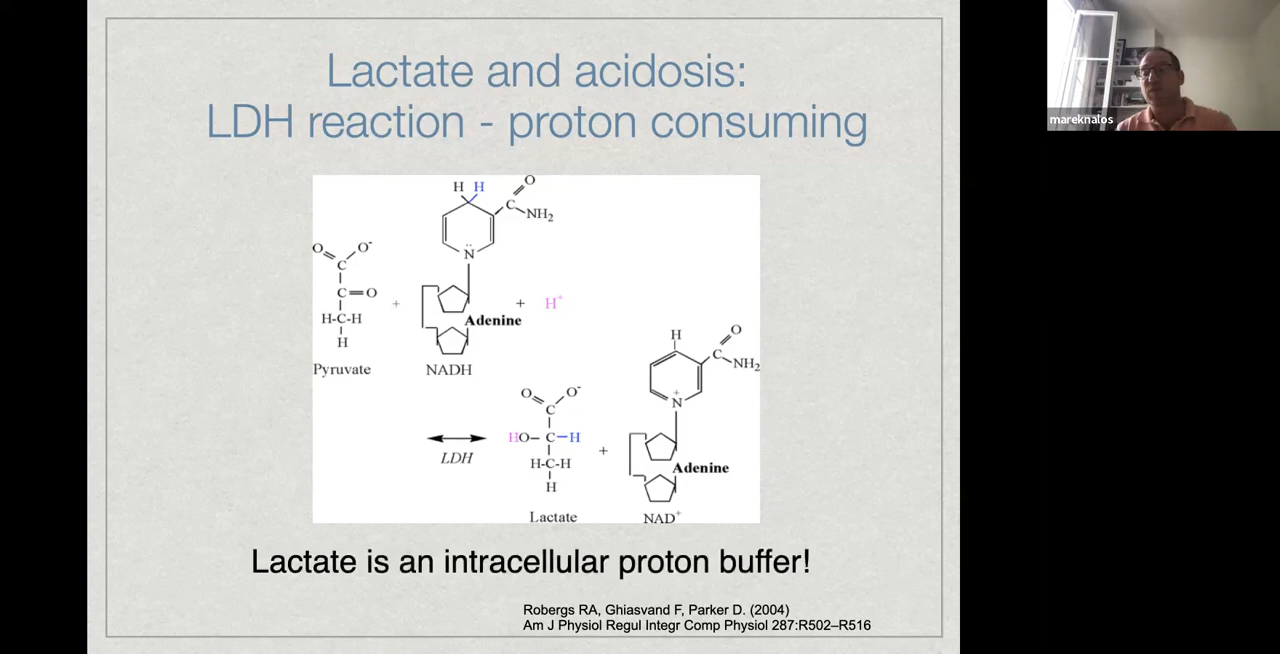 Lactate and acidosis:
LDH reaction - proton consuming
mareknalos
H H O
C
NH2
N
O O-
C
C=O
H-C-H
H
+
+ H+
Adenine
Pyruvate
NADH
H O
C
NH2
+
N
O O-
C
HO– C–H
H-C-H
H
+
LDH
Adenine
Lactate
NAD+
Lactate is an intracellular proton buffer!
Robergs RA, Ghiasvand F, Parker D. (2004)
Am J Physiol Regul Integr Comp Physiol 287:R502–R516